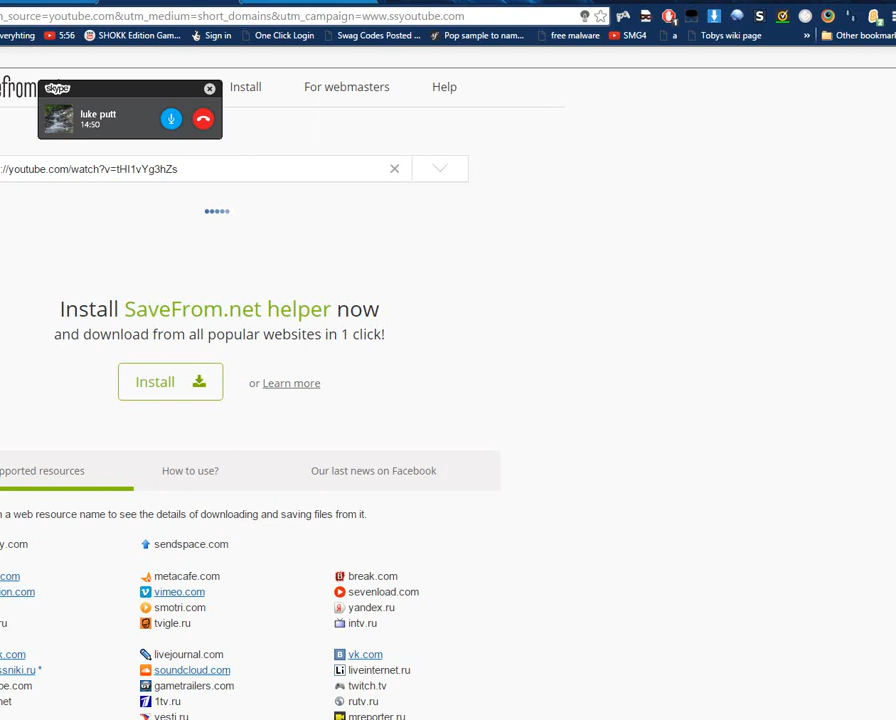 n_source=youtube.com&utm_medium=short_domains&utm_campaign=www.ssyoutube.com
everyhting 5:56 SHOKK Edition Gam... Sign in One Click Login Swag Codes Posted ... Pop sample to nam... free malware SMG4 a Tobys wiki page » Other bookmar
efrom Install For webmasters Help
skype
luke putt
14:50
://youtube.com/watch?v=tHI1vYg3hZs
Install SaveFrom.net helper now
and download from all popular websites in 1 click!
Install or Learn more
pported resources How to use? Our last news on Facebook
n a web resource name to see the details of downloading and saving files from it.
y.com sendspace.com
.com metacafe.com break.com
ion.com vimeo.com sevenload.com
smotri.com yandex.ru
ru tvigle.ru intv.ru
k.com livejournal.com vk.com
ssniki.ru * soundcloud.com liveinternet.ru
be.com gametrailers.com twitch.tv
net 1tv.ru rutv.ru
vesti.ru mreporter.ru